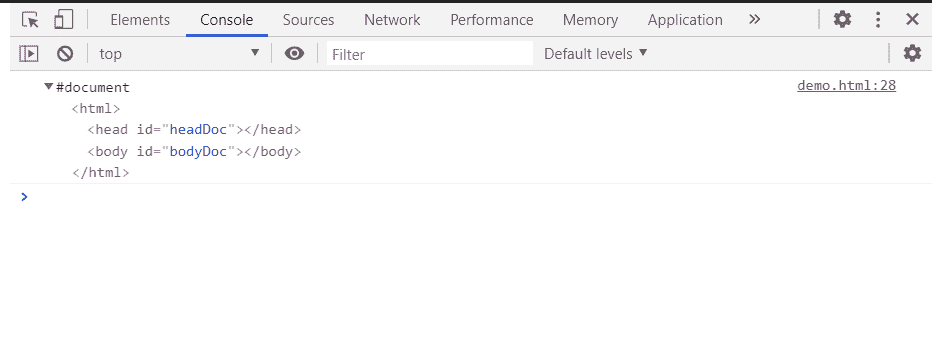 Elements Console Sources Network Performance Memory Application »
top ▼ Filter Default levels ▼
▼#document demo.html:28
<html>
<head id="headDoc"></head>
<body id="bodyDoc"></body>
</html>
>